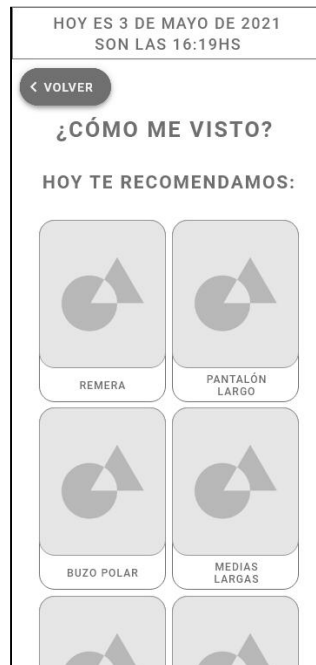 HOY ES 3 DE MAYO DE 2021
SON LAS 16:19HS
VOLVER
¿CÓMO ME VISTO?
HOY TE RECOMENDAMOS:
REMERA
PANTALÓN
LARGO
BUZO POLAR
MEDIAS
LARGAS